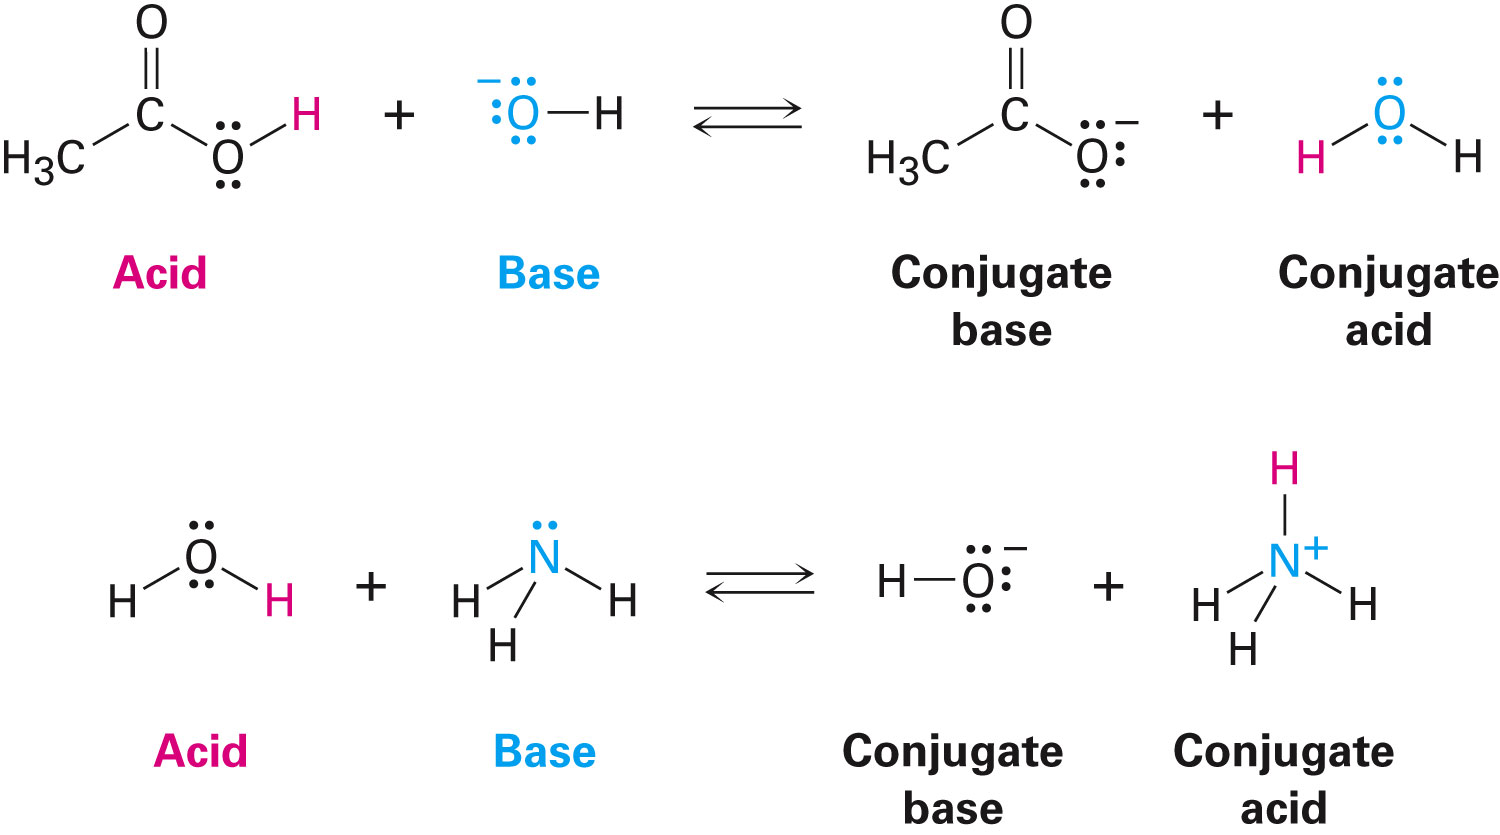 O O
C O H + − O — H ⇌ C O − + O
H₃C H₃C H H
Acid Base Conjugate base Conjugate acid
H
O N H — O − + N +
H H + H H ⇌ H H
H H
Acid Base Conjugate base Conjugate acid